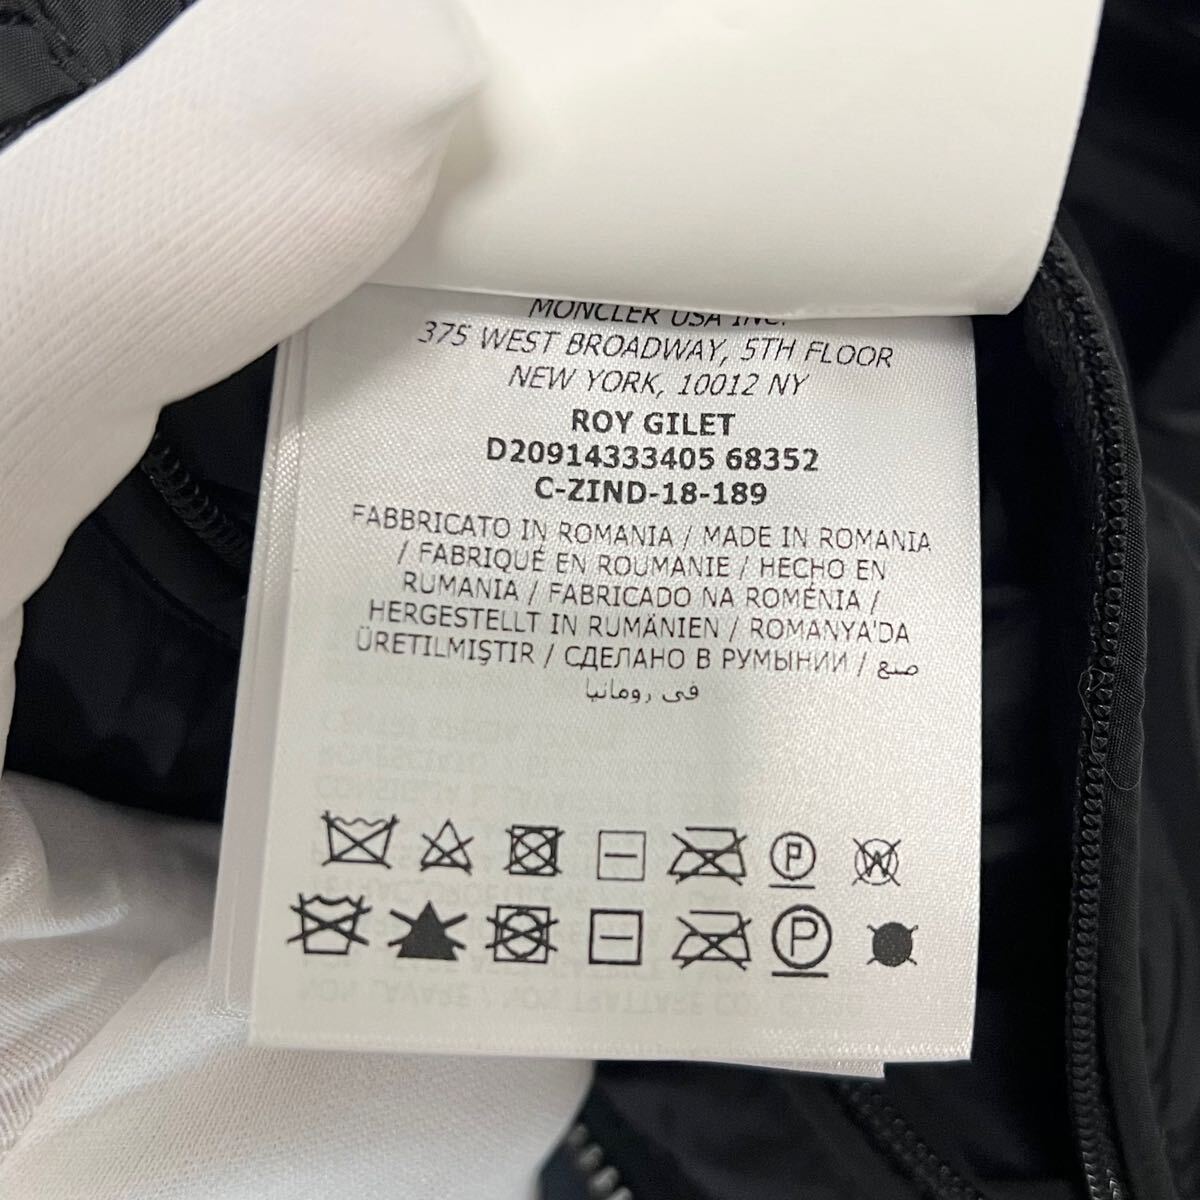 MONCLER USA INC.
375 WEST BROADWAY, 5TH FLOOR
NEW YORK, 10012 NY
ROY GILET
D20914333405 68352
C-ZIND-18-189
FABBRICATO IN ROMANIA / MADE IN ROMANIA
/ FABRIQUÉ EN ROUMANIE / HECHO EN
RUMANIA / FABRICADO NA ROMÉNIA /
HERGESTELLT IN RUMÄNIEN / ROMANYA'DA
ÜRETILMIŞTIR / СДЕЛАНО В РУМЫНИИ / صنع
في رومانيا
P W
P